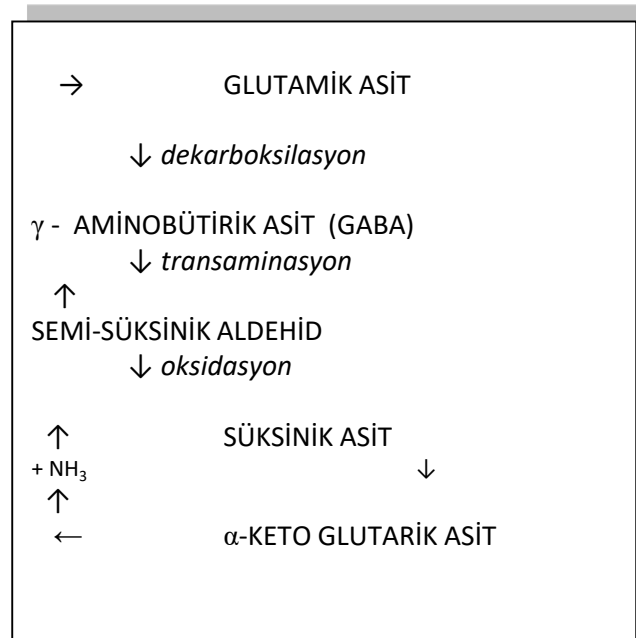 → GLUTAMİK ASİT
↓ dekarboksilasyon
γ - AMİNOBÜTİRİK ASİT (GABA)
↓ transaminasyon
↑
SEMİ-SÜKSİNİK ALDEHİD
↓ oksidasyon
↑ SÜKSİNİK ASİT
+ NH₃ ↓
↑
← α-KETO GLUTARİK ASİT